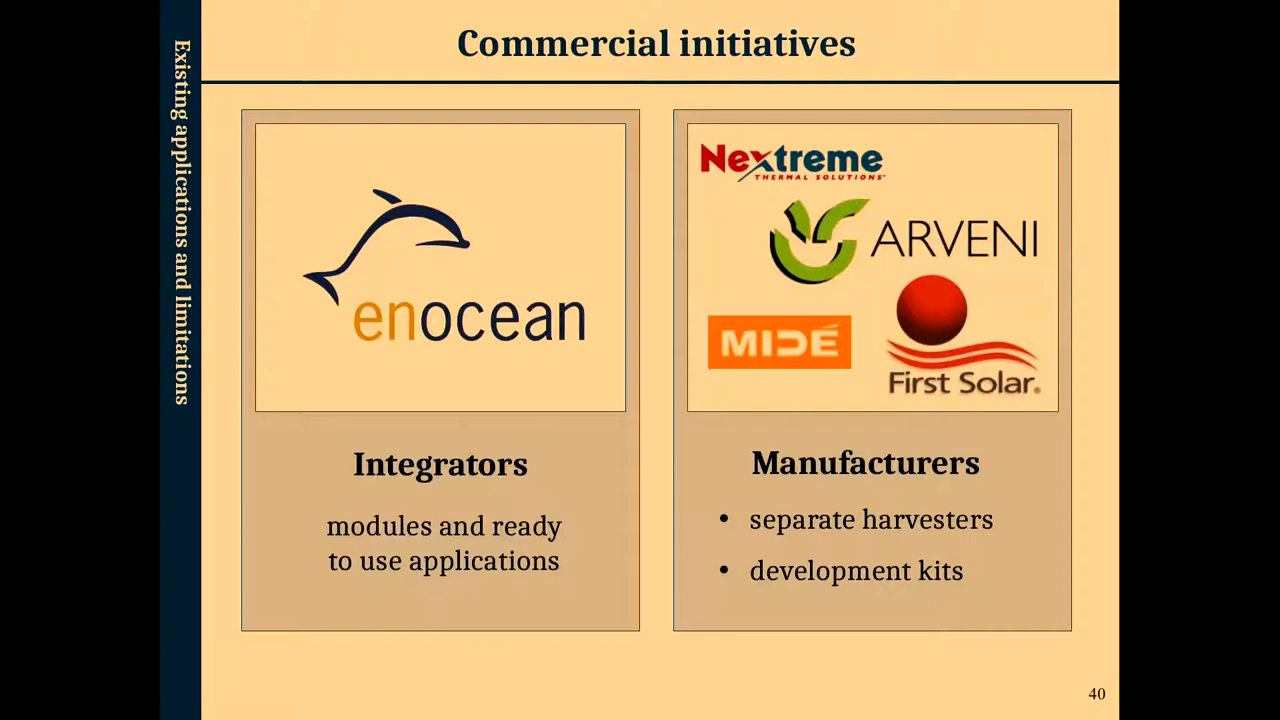 Commercial initiatives
Existing applications and limitations
enocean
Integrators
modules and ready
to use applications
Nextreme
THERMAL SOLUTIONS
ARVENI
MIDÉ
First Solar.
Manufacturers
• separate harvesters
• development kits
40